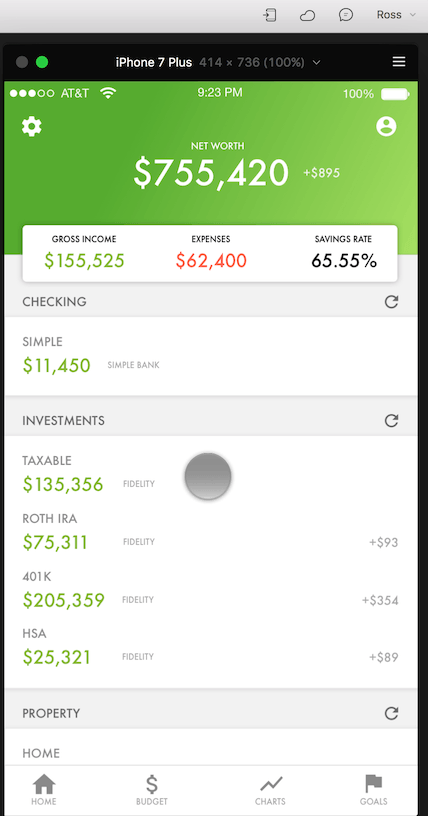 Ross
iPhone 7 Plus 414 × 736 (100%)
AT&T 9:23 PM 100%
NET WORTH
$755,420 +$895
GROSS INCOME EXPENSES SAVINGS RATE
$155,525 $62,400 65.55%
CHECKING
SIMPLE
$11,450 SIMPLE BANK
INVESTMENTS
TAXABLE
$135,356 FIDELITY
ROTH IRA
$75,311 FIDELITY +$93
401K
$205,359 FIDELITY +$354
HSA
$25,321 FIDELITY +$89
PROPERTY
HOME
HOME BUDGET CHARTS GOALS